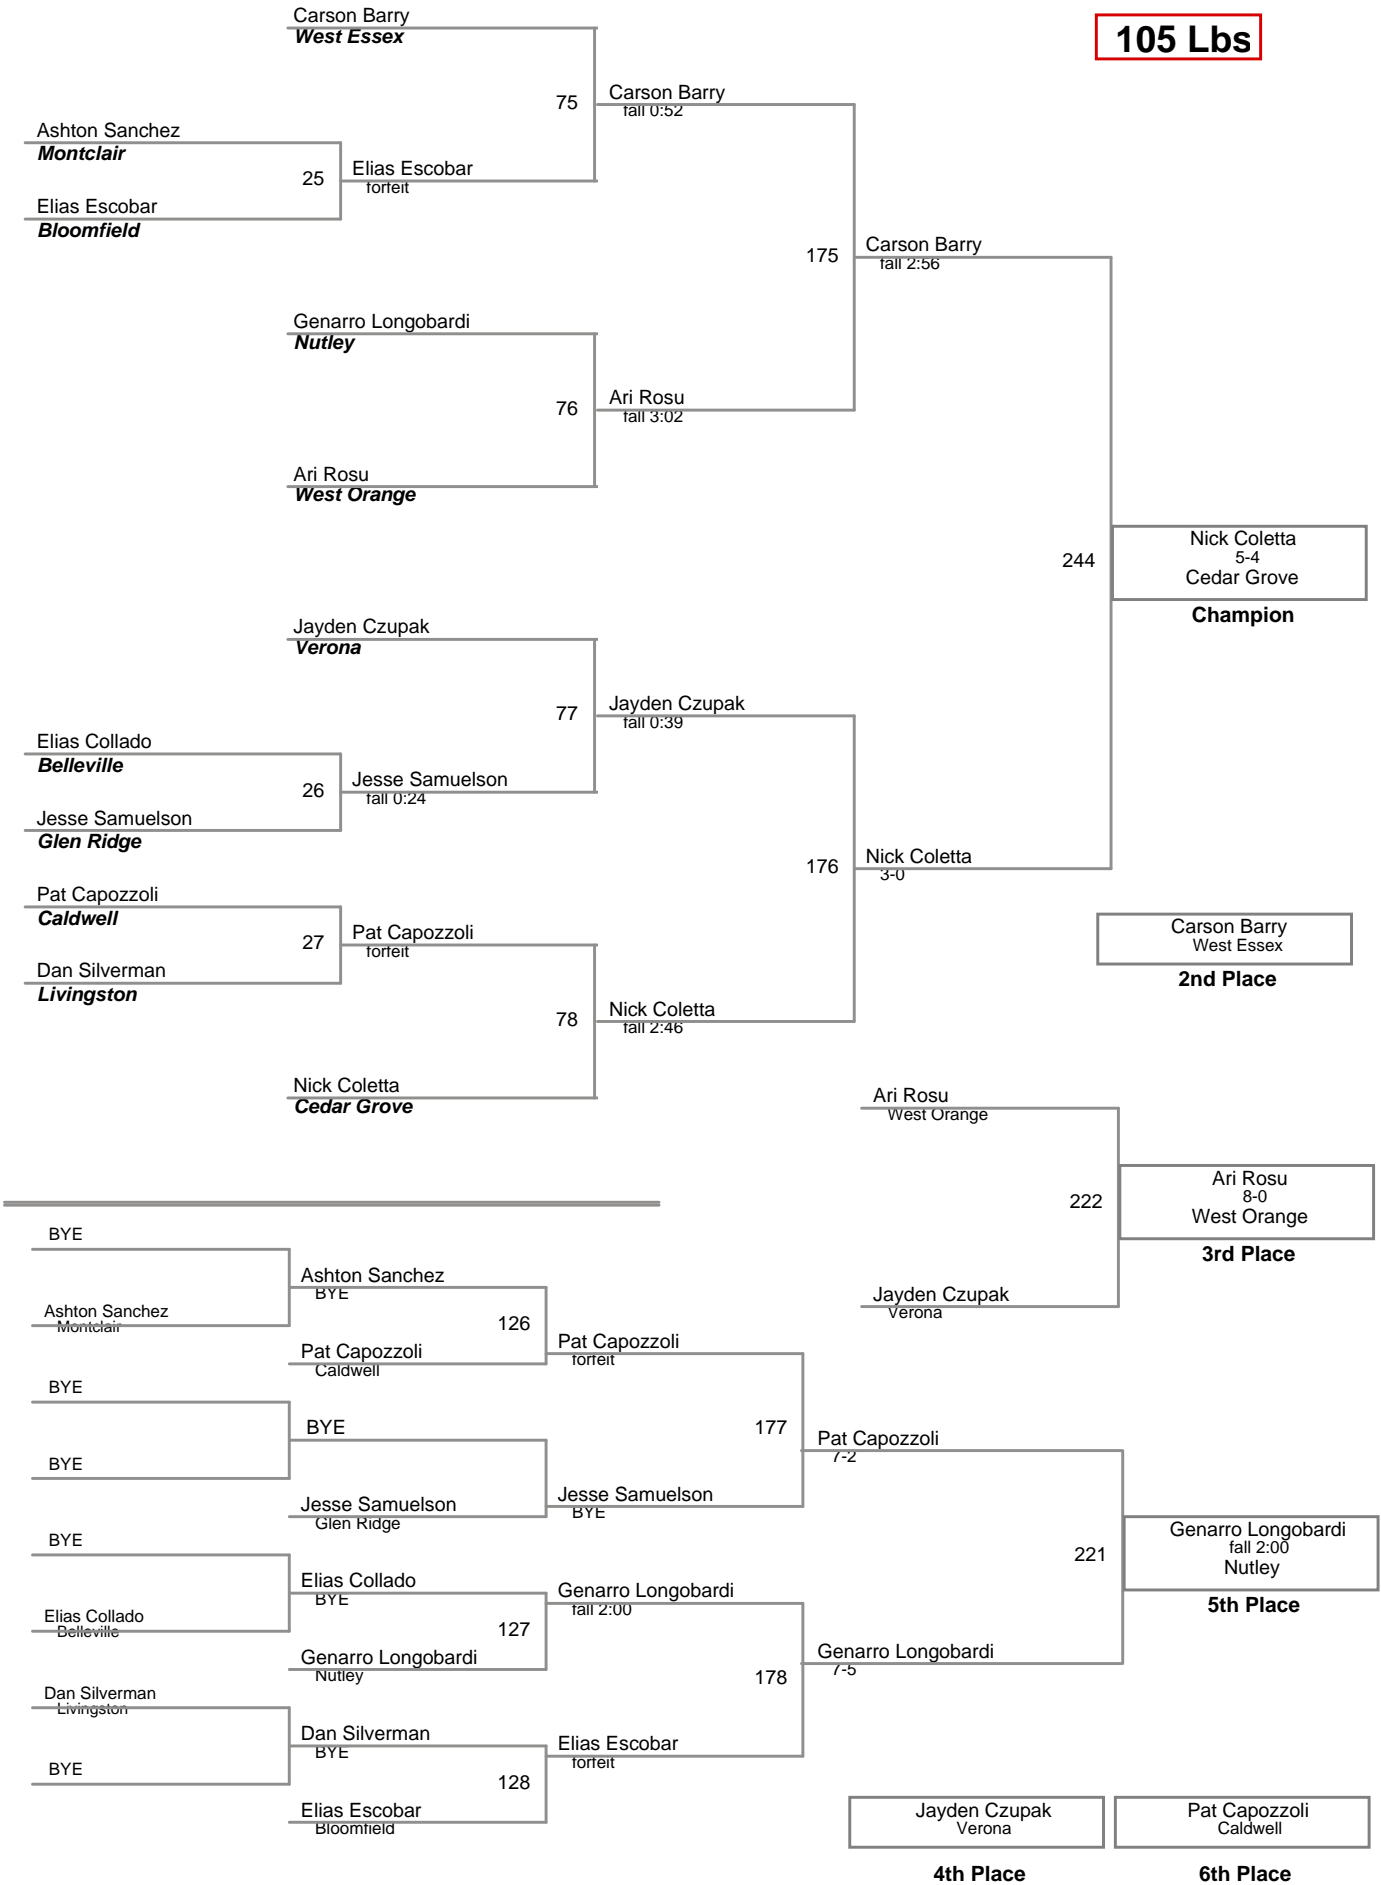 Carson Barry
West Essex
105 Lbs
75
Carson Barry
fall 0:52
Ashton Sanchez
Montclair
25
Elias Escobar
forfeit
Elias Escobar
Bloomfield
175
Carson Barry
fall 2:56
Genarro Longobardi
Nutley
76
Ari Rosu
fall 3:02
Ari Rosu
West Orange
244
Nick Coletta
5-4
Cedar Grove
Champion
Jayden Czupak
Verona
77
Jayden Czupak
fall 0:39
Elias Collado
Belleville
26
Jesse Samuelson
fall 0:24
Jesse Samuelson
Glen Ridge
176
Nick Coletta
3-0
Pat Capozzoli
Caldwell
27
Pat Capozzoli
forfeit
Dan Silverman
Livingston
Carson Barry
West Essex
2nd Place
78
Nick Coletta
fall 2:46
Nick Coletta
Cedar Grove
Ari Rosu
West Orange
222
Ari Rosu
8-0
West Orange
3rd Place
Jayden Czupak
Verona
BYE
Ashton Sanchez
BYE
Ashton Sanchez
Montclair
126
Pat Capozzoli
forfeit
Pat Capozzoli
Caldwell
BYE
BYE
177
Pat Capozzoli
7-2
BYE
Jesse Samuelson
BYE
Jesse Samuelson
Glen Ridge
BYE
221
Genarro Longobardi
fall 2:00
Nutley
5th Place
Elias Collado
BYE
Genarro Longobardi
fall 2:00
Elias Collado
Belleville
127
Genarro Longobardi
Nutley
178
Genarro Longobardi
7-5
Dan Silverman
Livingston
Dan Silverman
BYE
Elias Escobar
forfeit
BYE
128
Elias Escobar
Bloomfield
Jayden Czupak
Verona
4th Place
Pat Capozzoli
Caldwell
6th Place